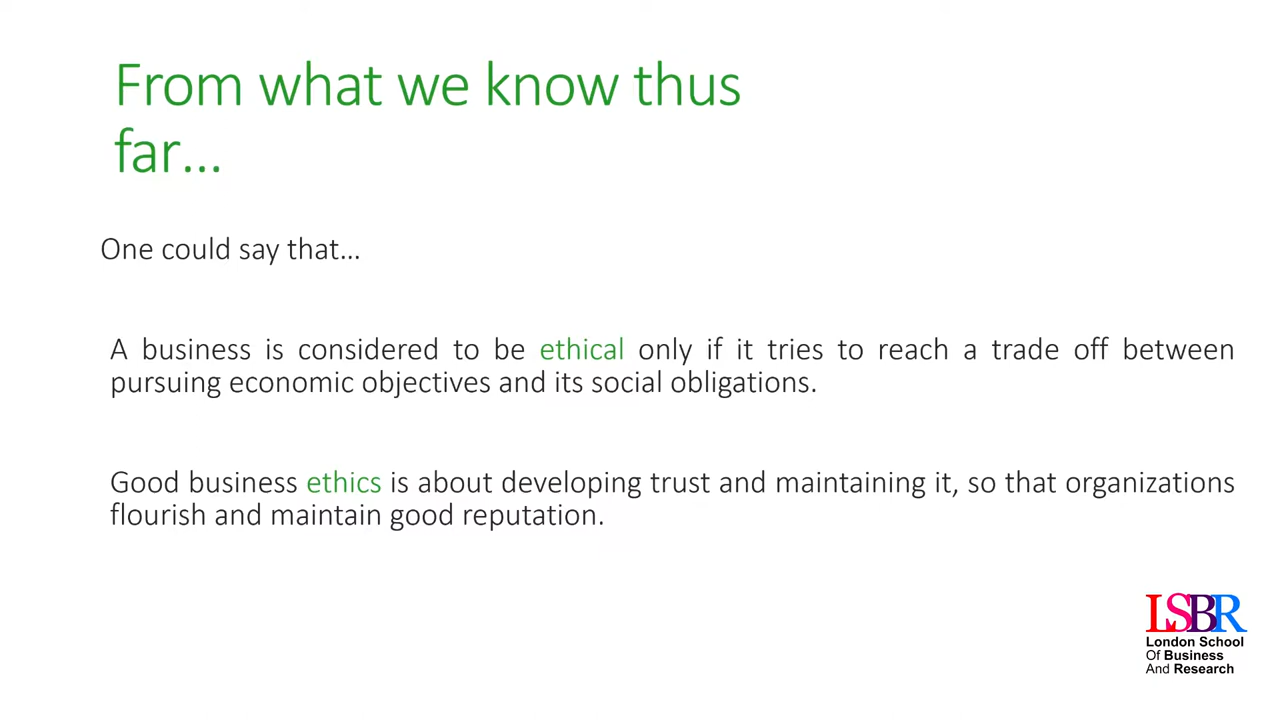 From what we know thus
far...
One could say that...
A business is considered to be ethical only if it tries to reach a trade off between
pursuing economic objectives and its social obligations.
Good business ethics is about developing trust and maintaining it, so that organizations
flourish and maintain good reputation.
LSBR
London School
Of Business
And Research